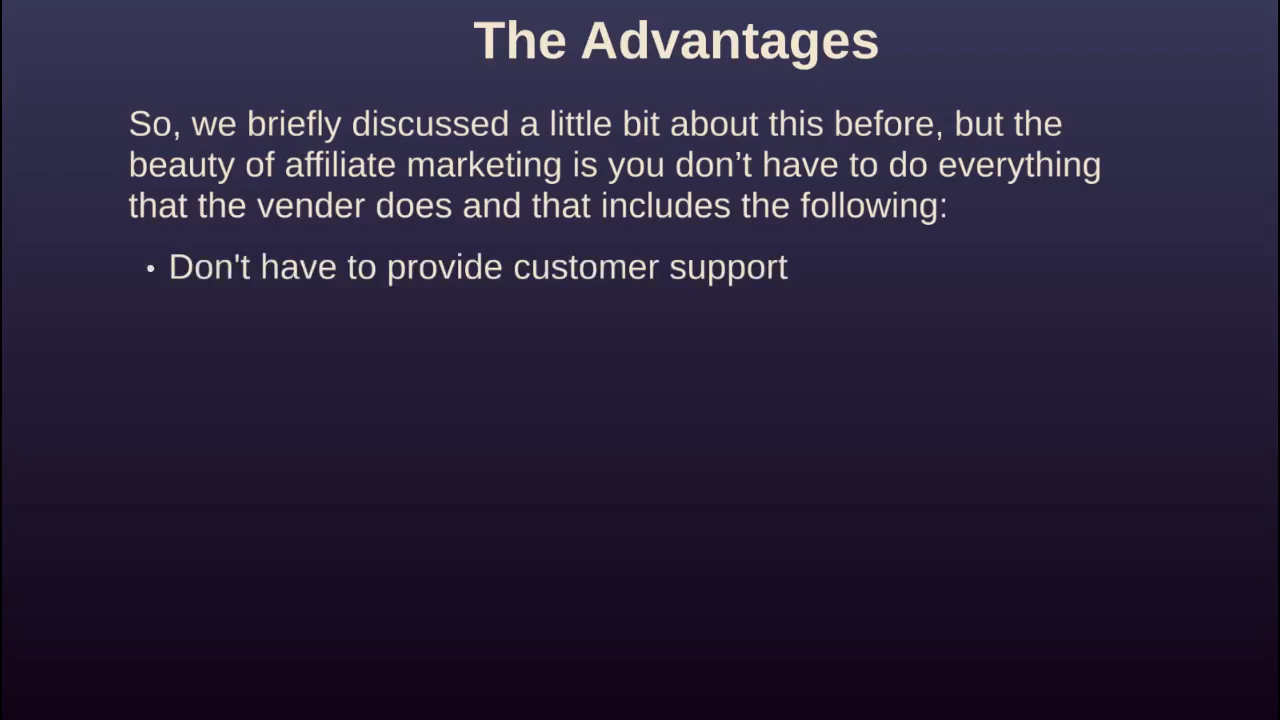 The Advantages
So, we briefly discussed a little bit about this before, but the
beauty of affiliate marketing is you don’t have to do everything
that the vender does and that includes the following:
• Don't have to provide customer support